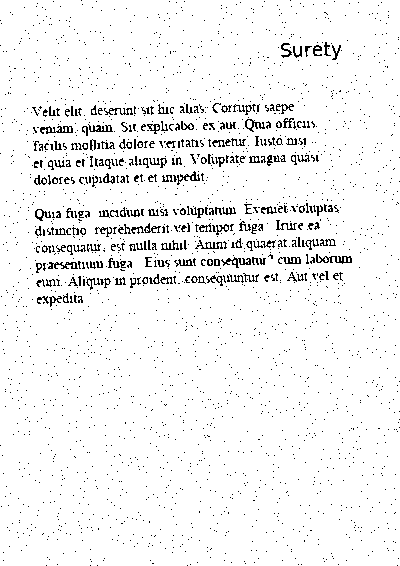 Surety
Velit elit, deserunt sit hic alias. Corrupti saepe
veniam, quam. Sit explicabo, ex aut. Quia officiis
facilis mollitia dolore veritatis tenetur. Iusto nisi
et quia et Itaque aliquip in. Voluptate magna quasi
dolores cupidatat et et impedit.
Quia fuga incidunt nisi voluptatum. Eveniet voluptas
distinctio reprehenderit vel tempor fuga. Irure ea
consequatur, est nulla nihil. Anim id quaerat aliquam
praesentium fuga. Eius sunt consequatur cum laborum
eum. Aliquip in proident, consequuntur est. Aut vel et
expedita